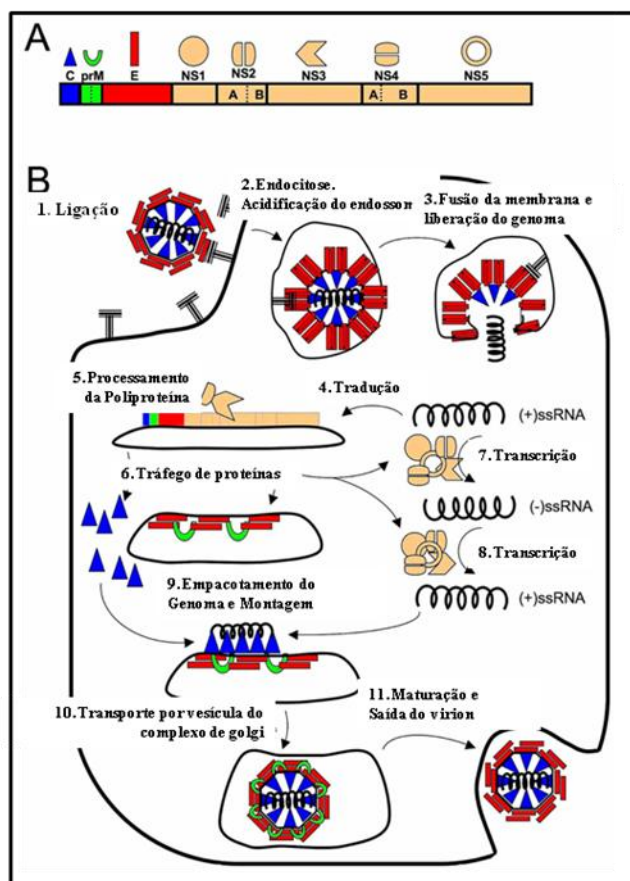 A
C prM E NS1 NS2 NS3 NS4 NS5
A B A B
B
1. Ligação
2.Endocitose.
Acidificação do endossom
3.Fusão da membrana e
liberação do genoma
5.Processamento
da Poliproteína
4.Tradução
(+)ssRNA
6.Tráfego de proteínas
7.Transcrição
(-)ssRNA
8.Transcrição
9.Empacotamento do
Genoma e Montagem
(+)ssRNA
10.Transporte por vesícula do
complexo de golgi
11.Maturação e
Saída do virion